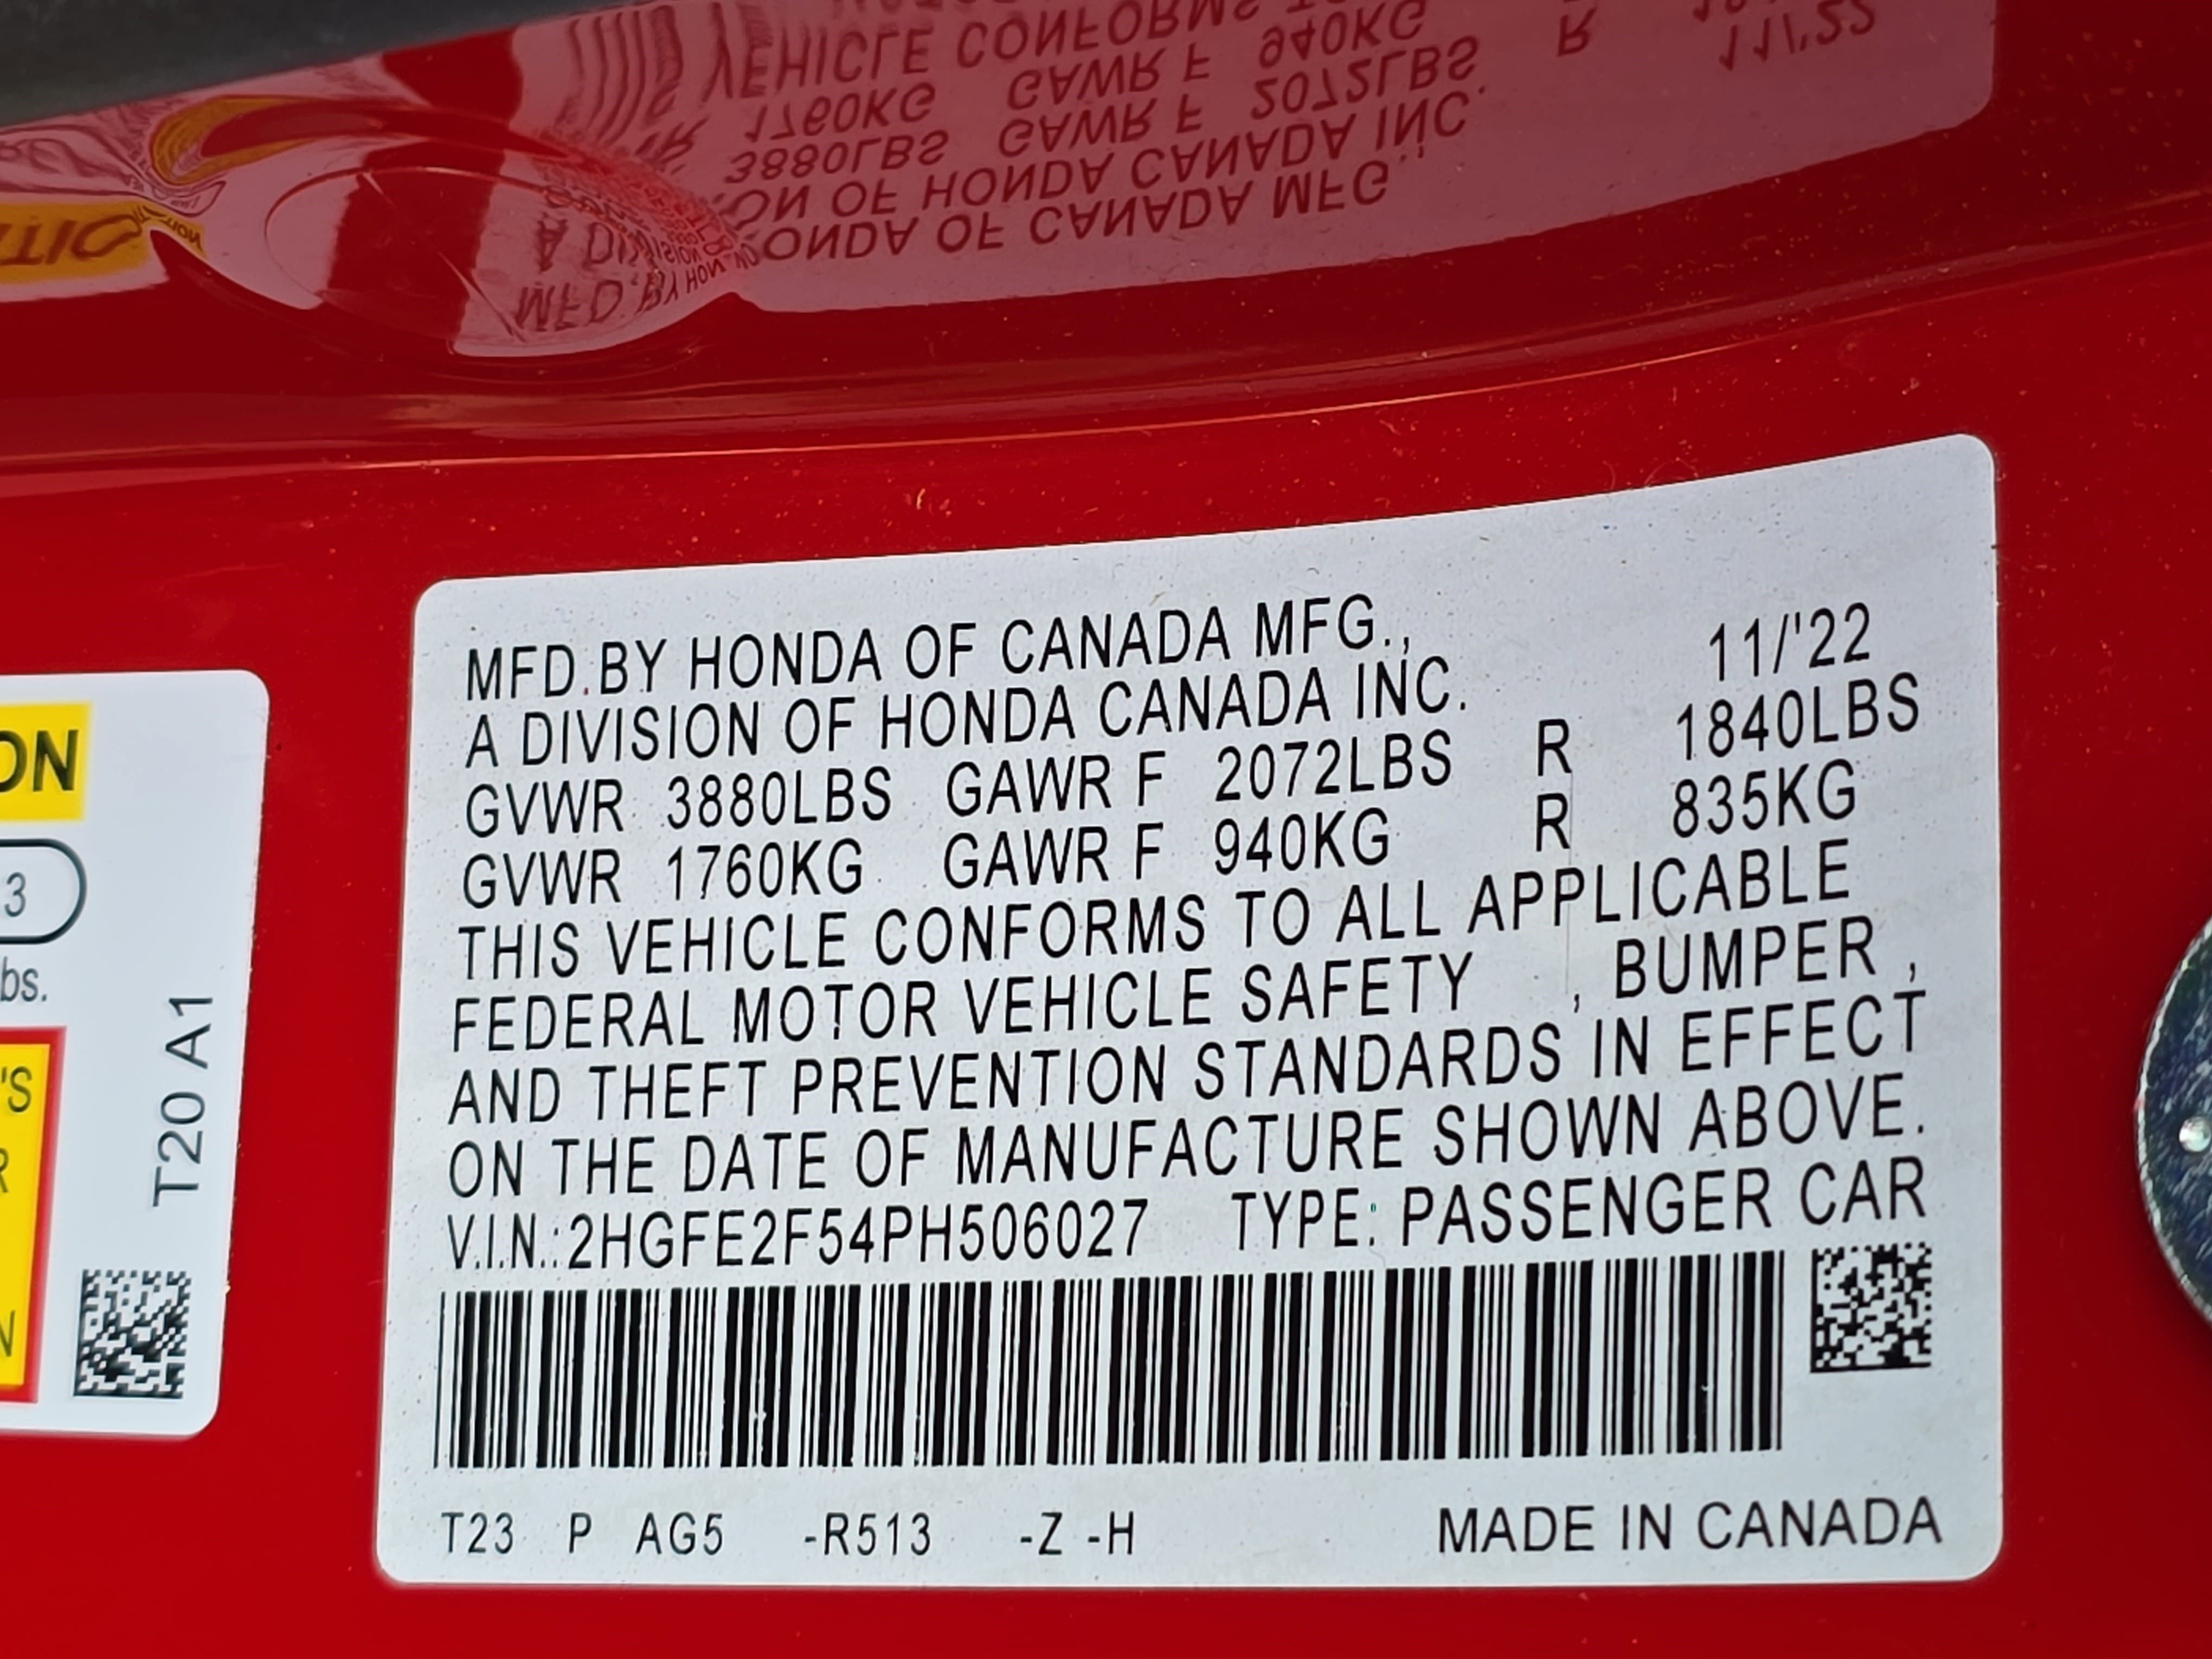 MFD.BY HONDA OF CANADA MFG., 11/'22
A DIVISION OF HONDA CANADA INC.
GVWR 3880LBS GAWR F 2072LBS R 1840LBS
GVWR 1760KG GAWR F 940KG R 835KG
THIS VEHICLE CONFORMS TO ALL APPLICABLE
FEDERAL MOTOR VEHICLE SAFETY , BUMPER ,
AND THEFT PREVENTION STANDARDS IN EFFECT
ON THE DATE OF MANUFACTURE SHOWN ABOVE.
V.I.N.:2HGFE2F54PH506027 TYPE: PASSENGER CAR
T23 P AG5 -R513 -Z -H MADE IN CANADA
ON
3
bs.
'S
R
N
T20 A1